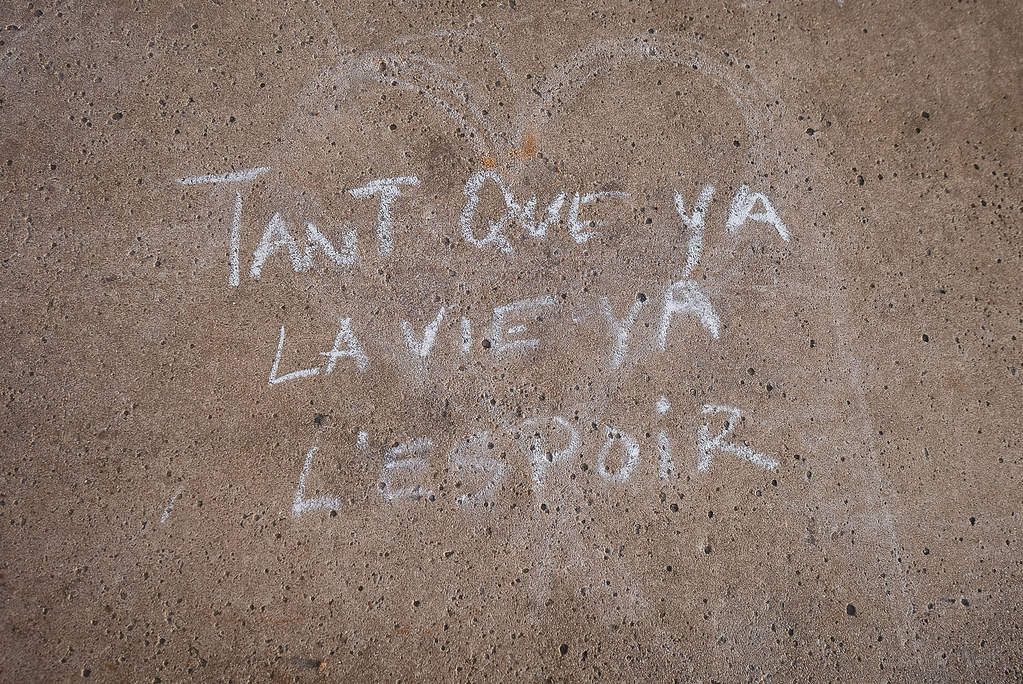 TANT QUE YA
LA VIE YA
L'ESPOIR